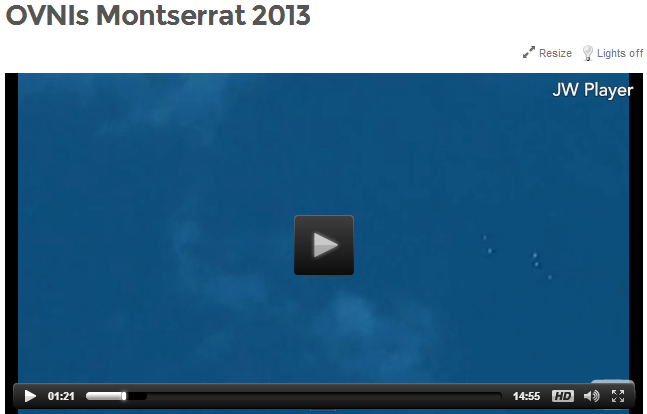 OVNIs Montserrat 2013
Resize Lights off
JW Player
01:21 14:55 HD